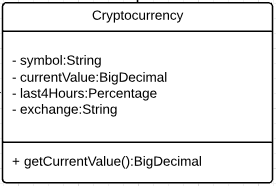 Cryptocurrency
- symbol:String
- currentValue:BigDecimal
- last4Hours:Percentage
- exchange:String
+ getCurrentValue():BigDecimal